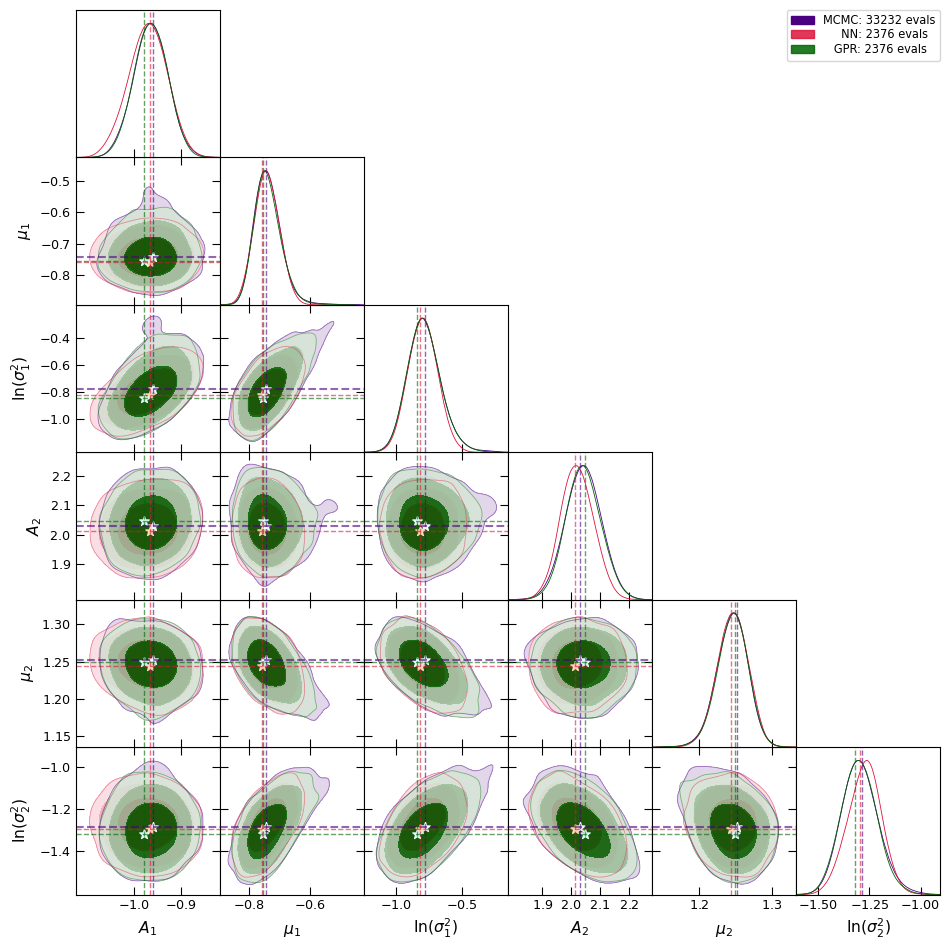 MCMC: 33232 evals
NN: 2376 evals
GPR: 2376 evals
−0.5
−0.6
−0.7
−0.8
μ₁
−0.4
−0.6
−0.8
−1.0
ln(σ₁²)
2.2
2.1
2.0
1.9
A₂
1.30
1.25
1.20
1.15
μ₂
−1.0
−1.2
−1.4
ln(σ₂²)
−1.0 −0.9 −0.8 −0.6 −1.0 −0.5 1.9 2.0 2.1 2.2 1.2 1.3 −1.50 −1.25 −1.00
A₁ μ₁ ln(σ₁²) A₂ μ₂ ln(σ₂²)